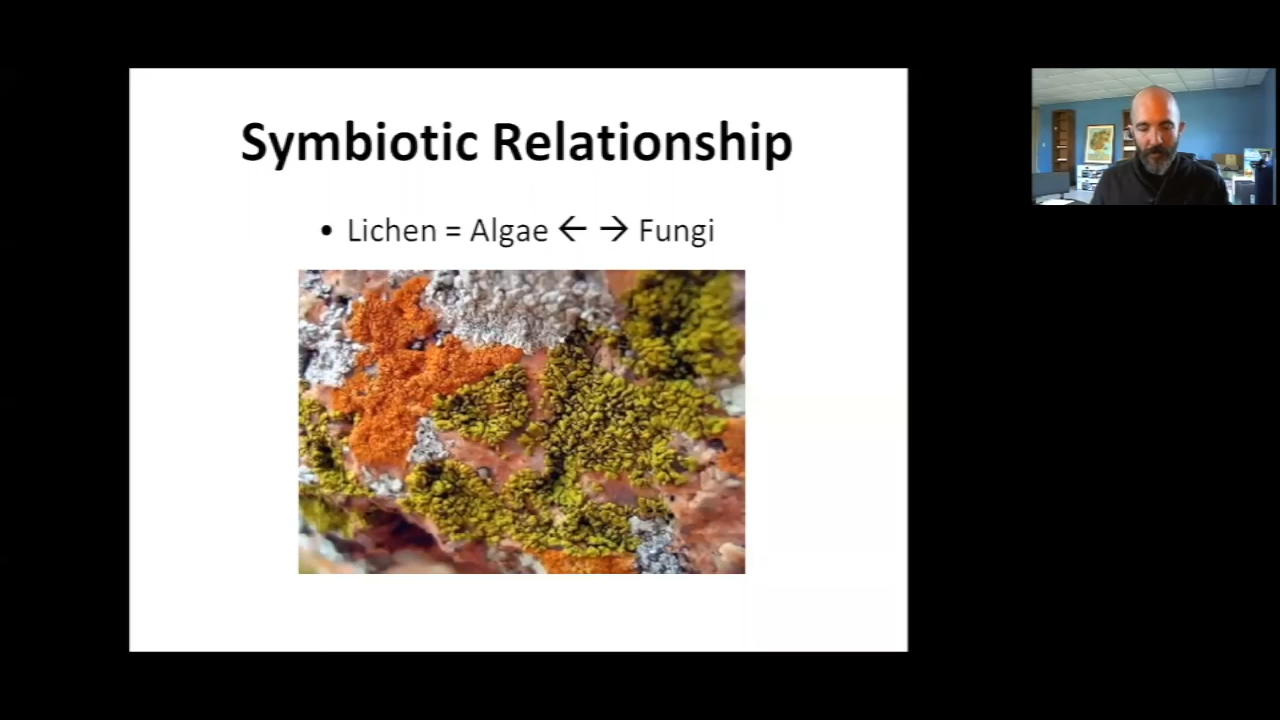 Symbiotic Relationship
• Lichen = Algae ← → Fungi